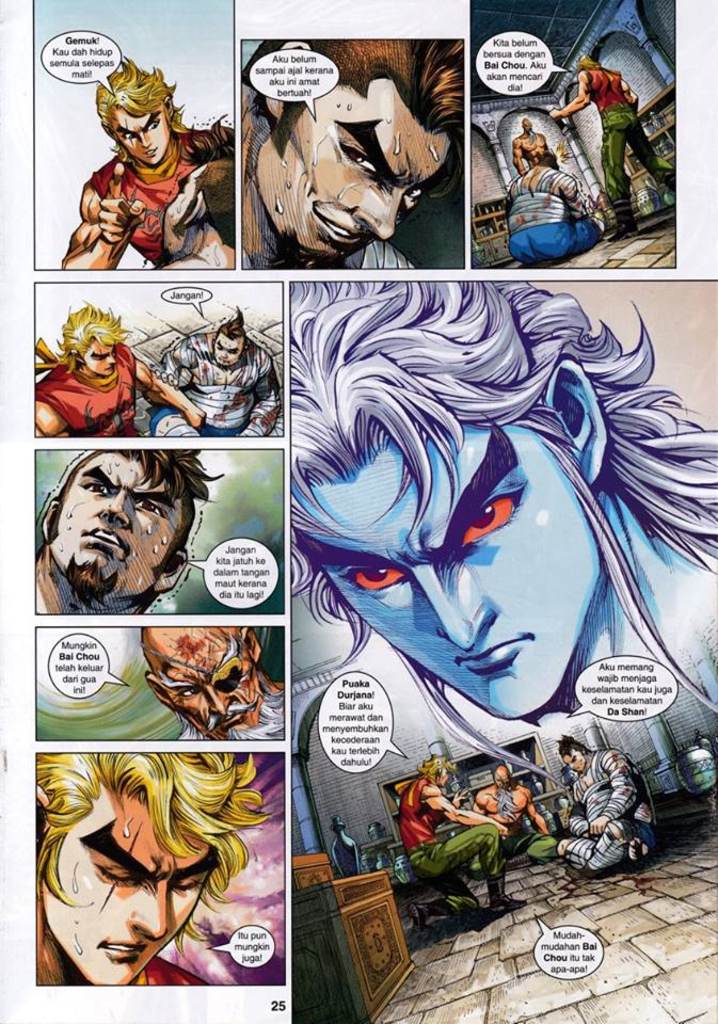 Gemuk!
Kau dah hidup
semula selepas
mati!
Aku belum
sampai ajal kerana
aku ini amat
bertuah!
Kita belum
bersua dengan
Bai Chou. Aku
akan mencari
dia!
Jangan!
Jangan
kita jatuh ke
dalam tangan
maut kerana
dia itu lagi!
Mungkin
Bai Chou
telah keluar
dari gua
ini!
Itu pun
mungkin
juga!
Puaka
Durjana!
Biar aku
merawat dan
menyembuhkan
kecederaan
kau terlebih
dahulu!
Aku memang
wajib menjaga
keselamatan kau juga
dan keselamatan
Da Shan!
Mudah-
mudahan Bai
Chou itu tak
apa-apa!
25